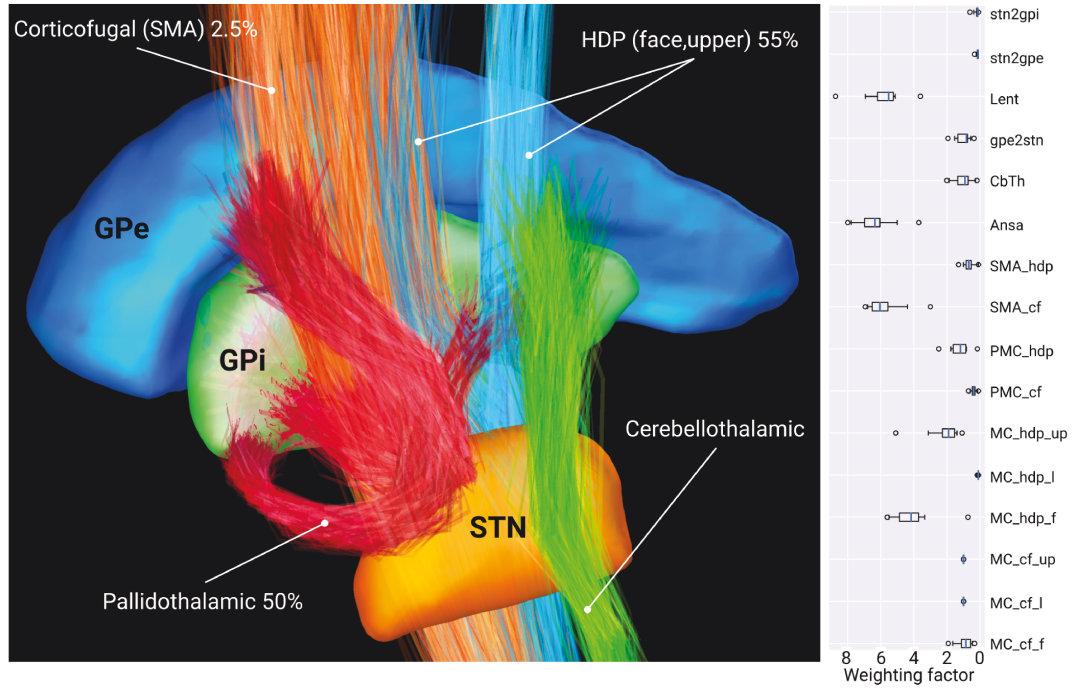 Corticofugal (SMA) 2.5%
HDP (face,upper) 55%
GPe
GPi
Cerebellothalamic
STN
Pallidothalamic 50%
stn2gpi
stn2gpe
Lent
gpe2stn
CbTh
Ansa
SMA_hdp
SMA_cf
PMC_hdp
PMC_cf
MC_hdp_up
MC_hdp_l
MC_hdp_f
MC_cf_up
MC_cf_l
MC_cf_f
8 6 4 2 0
Weighting factor